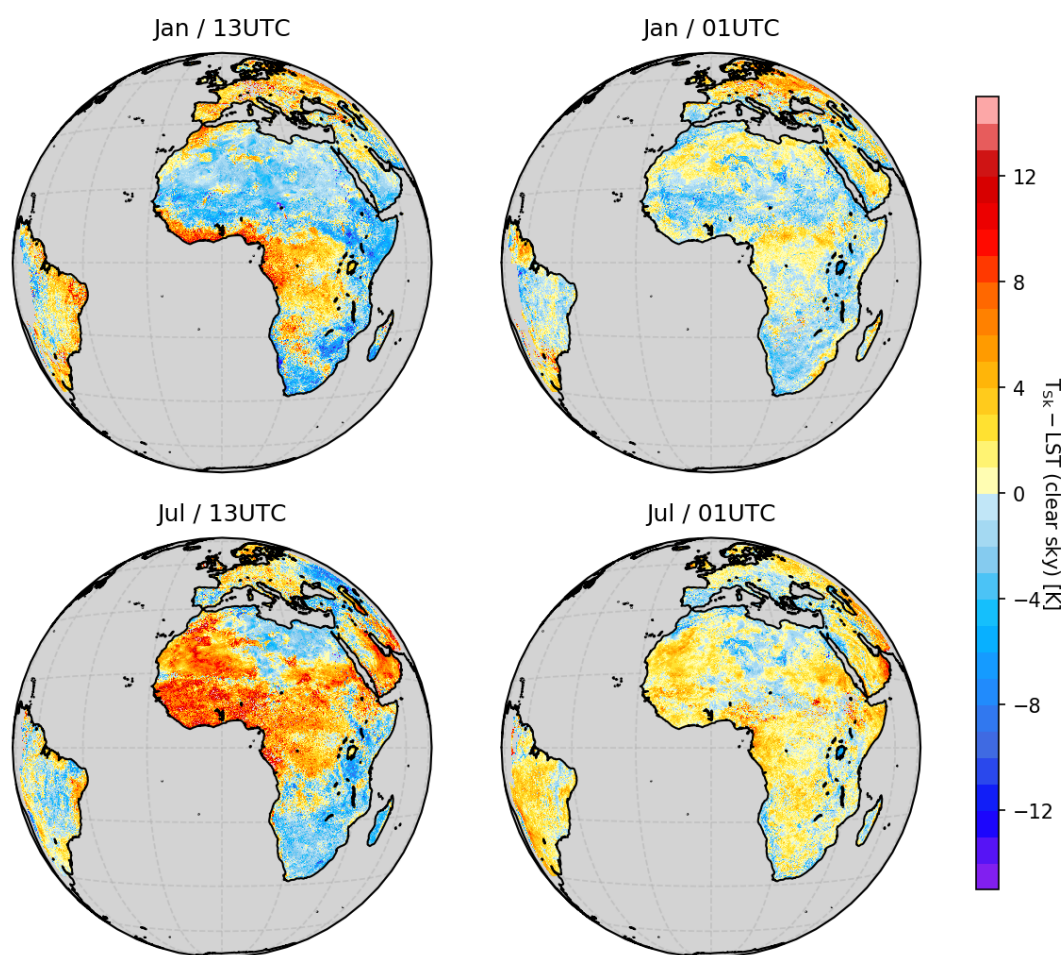 Jan / 13UTC
Jan / 01UTC
Jul / 13UTC
Jul / 01UTC
12
8
4
0
−4
−8
−12
TSk − LST (clear sky) [K]